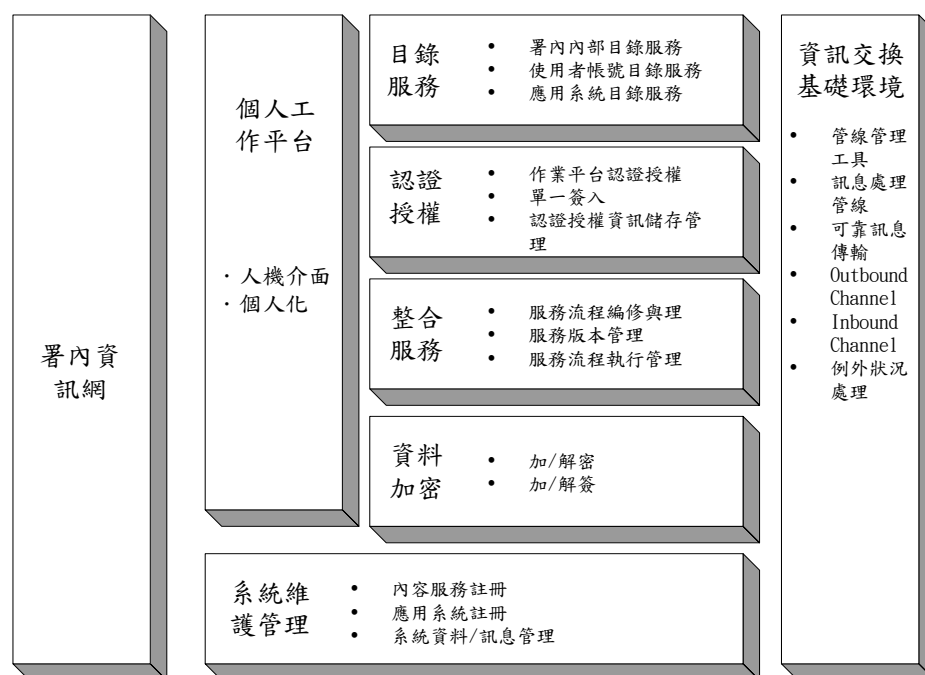 署內資
訊網
個人工
作平台
·人機介面
·個人化
目錄
服務
• 署內內部目錄服務
• 使用者帳號目錄服務
• 應用系統目錄服務
認證
授權
• 作業平台認證授權
• 單一簽入
• 認證授權資訊儲存管
理
整合
服務
• 服務流程編修與理
• 服務版本管理
• 服務流程執行管理
資料
加密
• 加/解密
• 加/解簽
系統維
護管理
• 內容服務註冊
• 應用系統註冊
• 系統資料/訊息管理
資訊交換
基礎環境
• 管線管理
工具
• 訊息處理
管線
• 可靠訊息
傳輸
• Outbound
Channel
• Inbound
Channel
• 例外狀況
處理